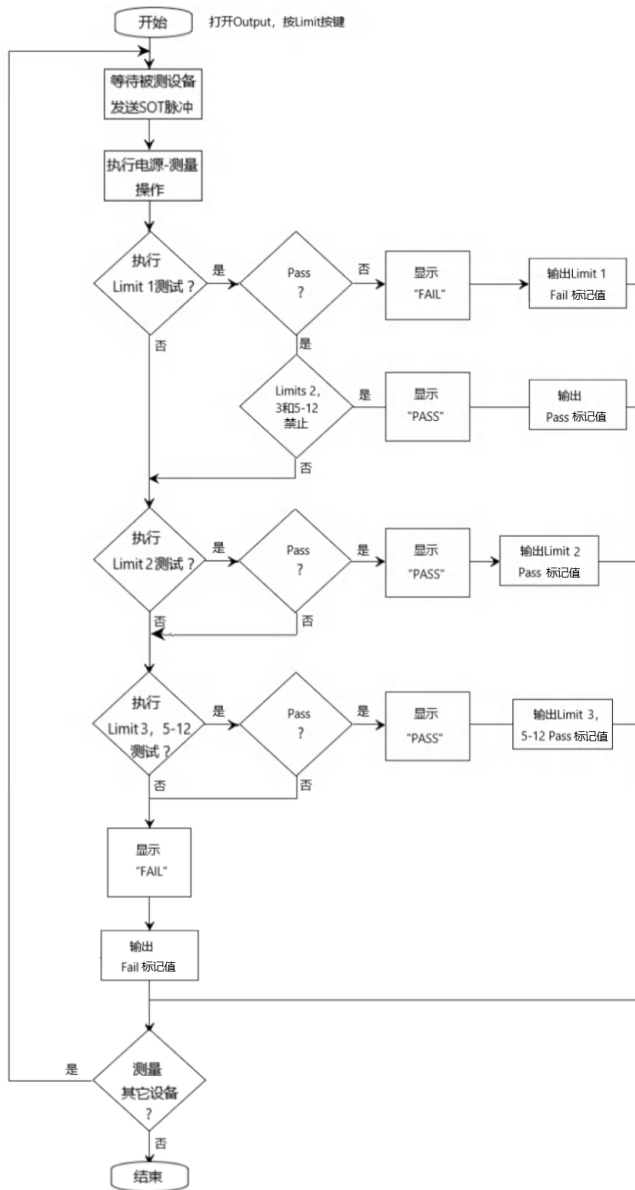 开始
打开Output，按Limit按键
等待被测设备
发送SOT脉冲
执行电源-测量
操作
执行
Limit 1测试？
是
Pass
？
否
显示
"FAIL"
输出Limit 1
Fail 标记值
否
是
Limits 2，
3和5-12
禁止
是
显示
"PASS"
输出
Pass 标记值
否
执行
Limit 2测试？
是
Pass
？
是
显示
"PASS"
输出Limit 2
Pass 标记值
否
否
执行
Limit 3，5-12
测试？
是
Pass
？
是
显示
"PASS"
输出Limit 3，
5-12 Pass 标记值
否
否
显示
"FAIL"
输出
Fail 标记值
是
测量
其它设备
？
否
结束